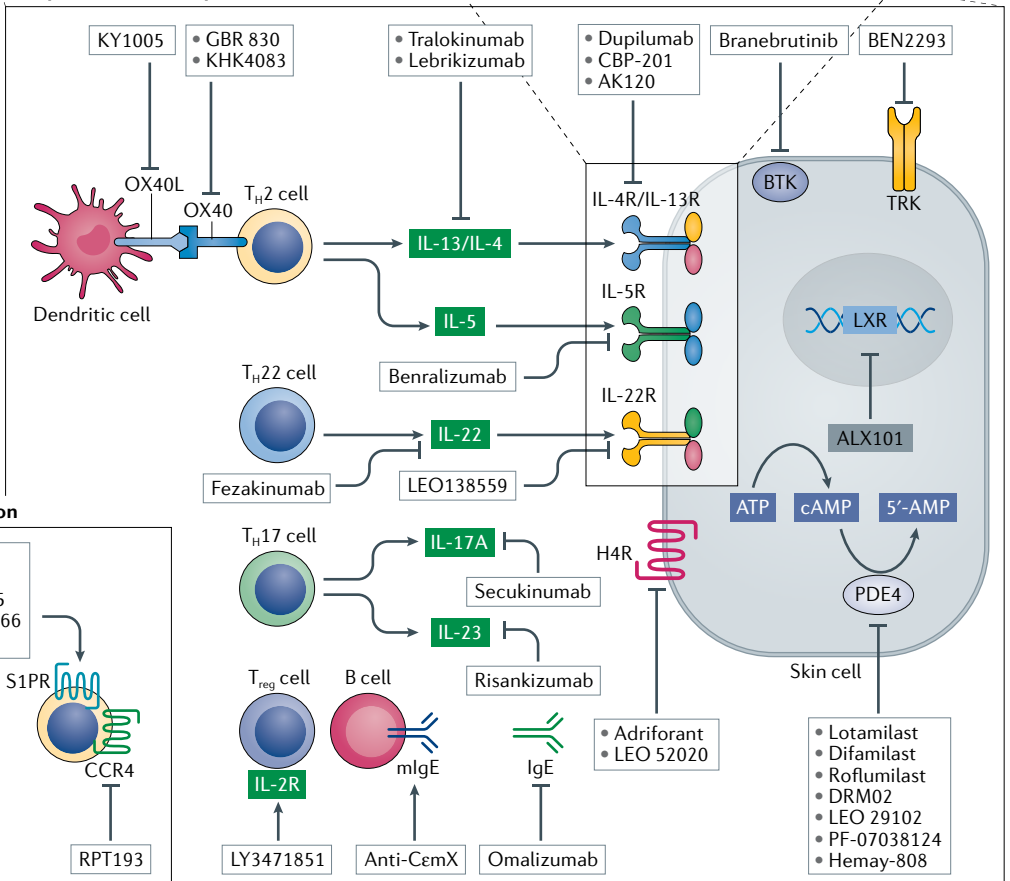 KY1005
• GBR 830
• KHK4083
• Tralokinumab
• Lebrikizumab
• Dupilumab
• CBP-201
• AK120
Branebrutinib
BEN2293
OX40L
OX40
TH2 cell
Dendritic cell
IL-13/IL-4
IL-4R/IL-13R
BTK
TRK
IL-5
IL-5R
Benralizumab
LXR
ALX101
TH22 cell
IL-22
IL-22R
Fezakinumab
LEO138559
ATP
cAMP
5′-AMP
PDE4
Skin cell
TH17 cell
IL-17A
Secukinumab
IL-23
Risankizumab
H4R
• Adriforant
• LEO 52020
• Lotamilast
• Difamilast
• Roflumilast
• DRM02
• LEO 29102
• PF-07038124
• Hemay-808
Treg cell
IL-2R
LY3471851
B cell
mIgE
Anti-CεmX
IgE
Omalizumab
on
66
S1PR
CCR4
RPT193